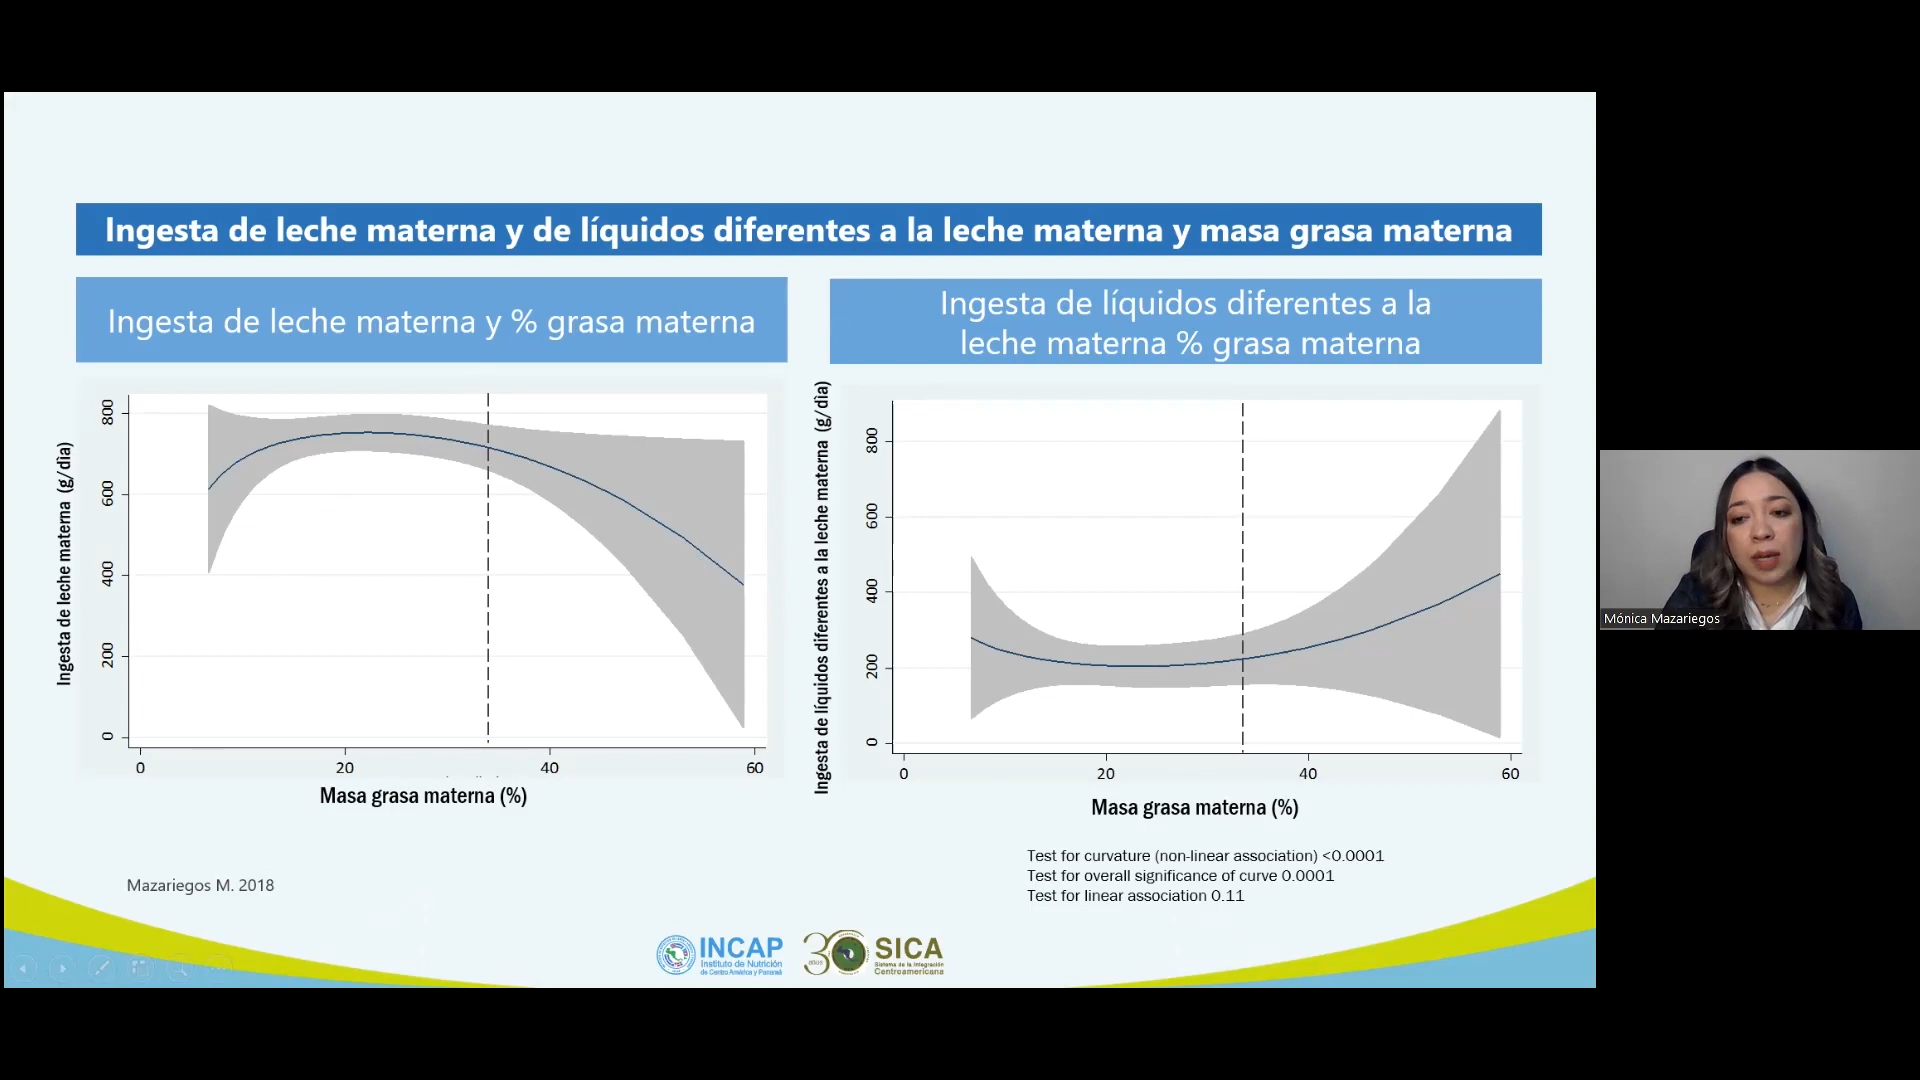 Ingesta de leche materna y de líquidos diferentes a la leche materna y masa grasa materna
Ingesta de leche materna y % grasa materna
Ingesta de leche materna (g/dia)
800
600
400
200
0
0 20 40 60
Masa grasa materna (%)
Ingesta de líquidos diferentes a la
leche materna % grasa materna
Ingesta de líquidos diferentes a la leche materna (g/dia)
800
600
400
200
0
0 20 40 60
Masa grasa materna (%)
Test for curvature (non-linear association) <0.0001
Test for overall significance of curve 0.0001
Test for linear association 0.11
Mazariegos M. 2018
INCAP
Instituto de Nutrición
de Centro América y Panamá
30
años
SICA
Sistema de la Integración
Centroamericana
Mónica Mazariegos